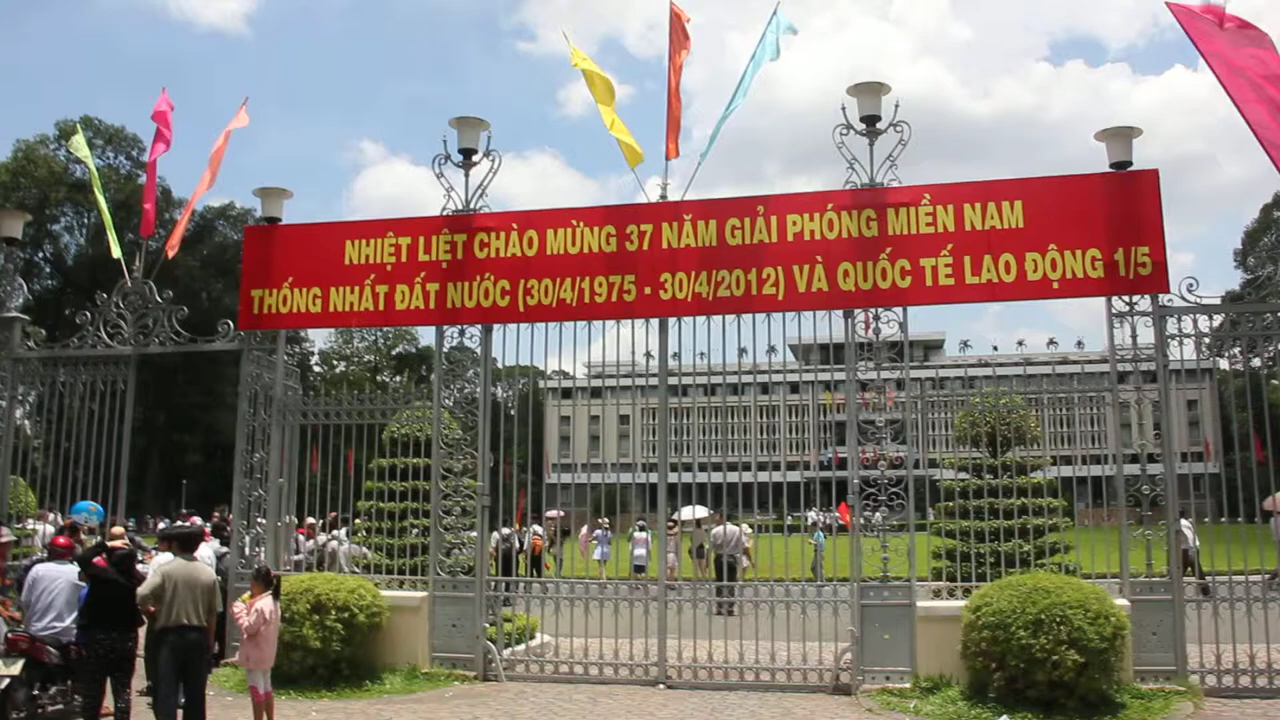 NHIỆT LIỆT CHÀO MỪNG 37 NĂM GIẢI PHÓNG MIỀN NAM
THỐNG NHẤT ĐẤT NƯỚC (30/4/1975 - 30/4/2012) VÀ QUỐC TẾ LAO ĐỘNG 1/5